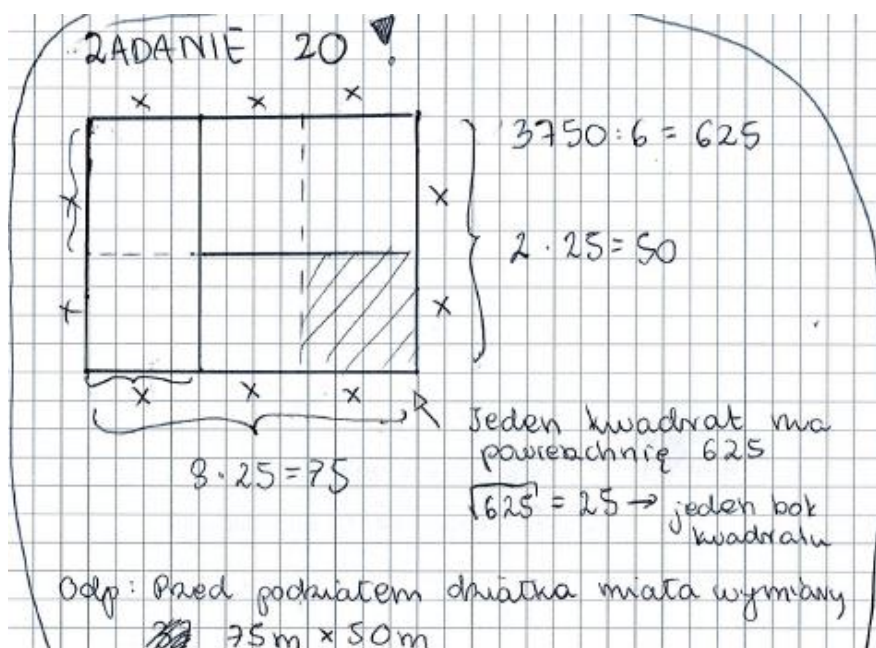 ZADANIE 20 !
x x x
3750 : 6 = 625
x x
2 · 25 = 50
x x
x x x
Jeden kwadrat ma
powierzchnię 625
3 · 25 = 75
√625 = 25 → jeden bok
kwadratu
Odp: Przed podziałem działka miała wymiary
75m × 50m